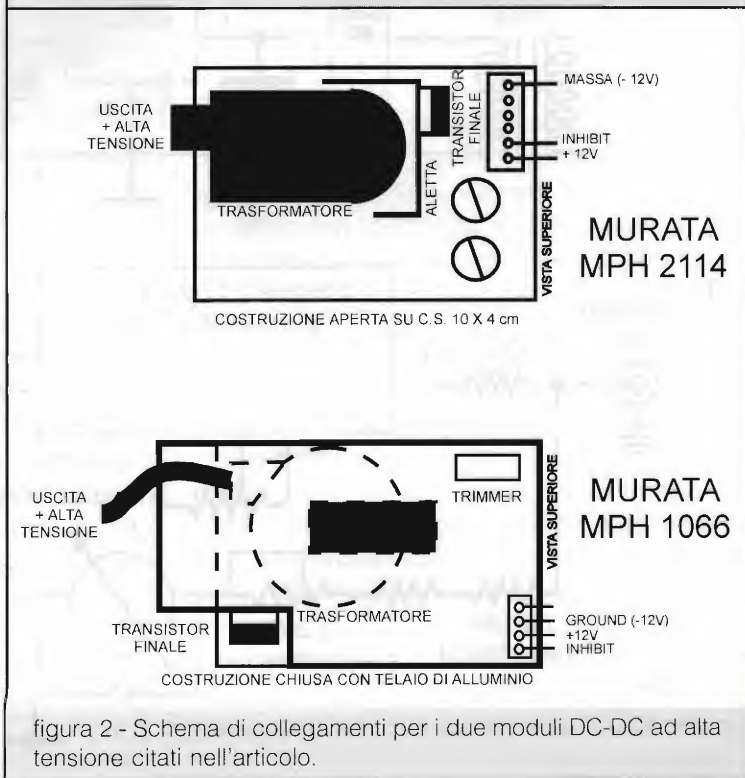 USCITA
+ ALTA
TENSIONE
TRASFORMATORE
ALETTA
TRANSISTOR
FINALE
MASSA (- 12V)
INHIBIT
+ 12V
VISTA SUPERIORE
MURATA
MPH 2114
COSTRUZIONE APERTA SU C.S. 10 X 4 cm
USCITA
+ ALTA
TENSIONE
TRIMMER
VISTA SUPERIORE
MURATA
MPH 1066
TRANSISTOR
FINALE
TRASFORMATORE
GROUND (-12V)
+12V
INHIBIT
COSTRUZIONE CHIUSA CON TELAIO DI ALLUMINIO
figura 2 - Schema di collegamenti per i due moduli DC-DC ad alta
tensione citati nell'articolo.